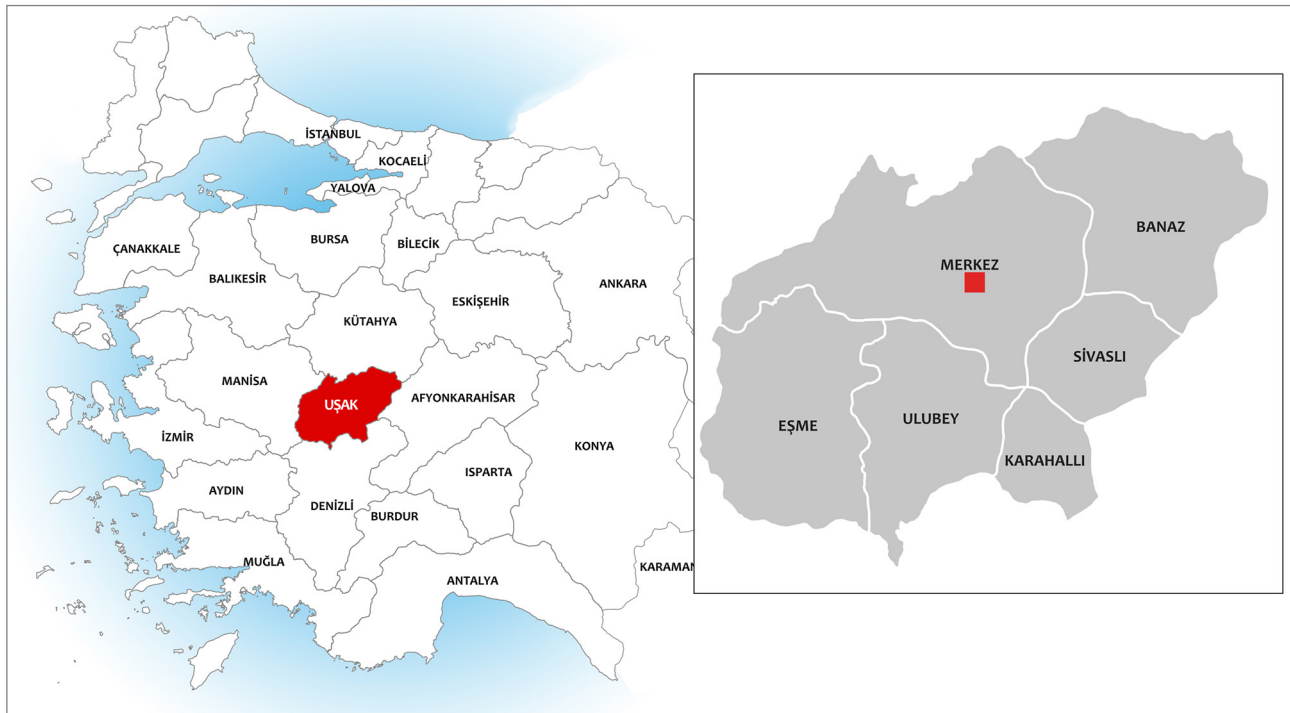 İSTANBUL
KOCAELİ
YALOVA
BURSA
BİLECİK
ÇANAKKALE
BALIKESİR
ANKARA
ESKİŞEHİR
KÜTAHYA
MANİSA
UŞAK
AFYONKARAHİSAR
İZMİR
KONYA
ISPARTA
AYDIN
DENİZLİ
BURDUR
MUĞLA
KARAMAN
ANTALYA
BANAZ
MERKEZ
SİVASLI
ULUBEY
EŞME
KARAHALLI